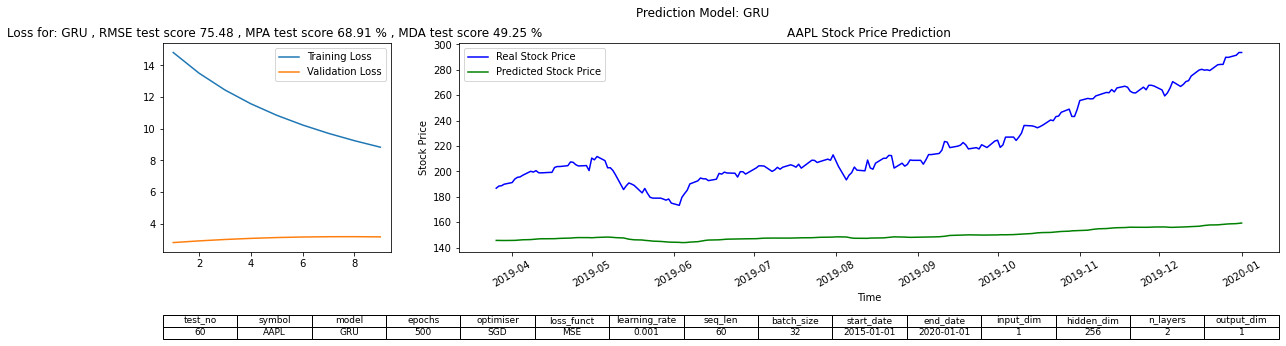 Prediction Model: GRU
Loss for: GRU , RMSE test score 75.48 , MPA test score 68.91 % , MDA test score 49.25 %
Training Loss
Validation Loss
14
12
10
8
6
4
2 4 6 8
AAPL Stock Price Prediction
Real Stock Price
Predicted Stock Price
Stock Price
300
280
260
240
220
200
180
160
140
2019-04 2019-05 2019-06 2019-07 2019-08 2019-09 2019-10 2019-11 2019-12 2020-01
Time
test_no symbol model epochs optimiser loss_funct learning_rate seq_len batch_size start_date end_date input_dim hidden_dim n_layers output_dim
60 AAPL GRU 500 SGD MSE 0.001 60 32 2015-01-01 2020-01-01 1 256 2 1